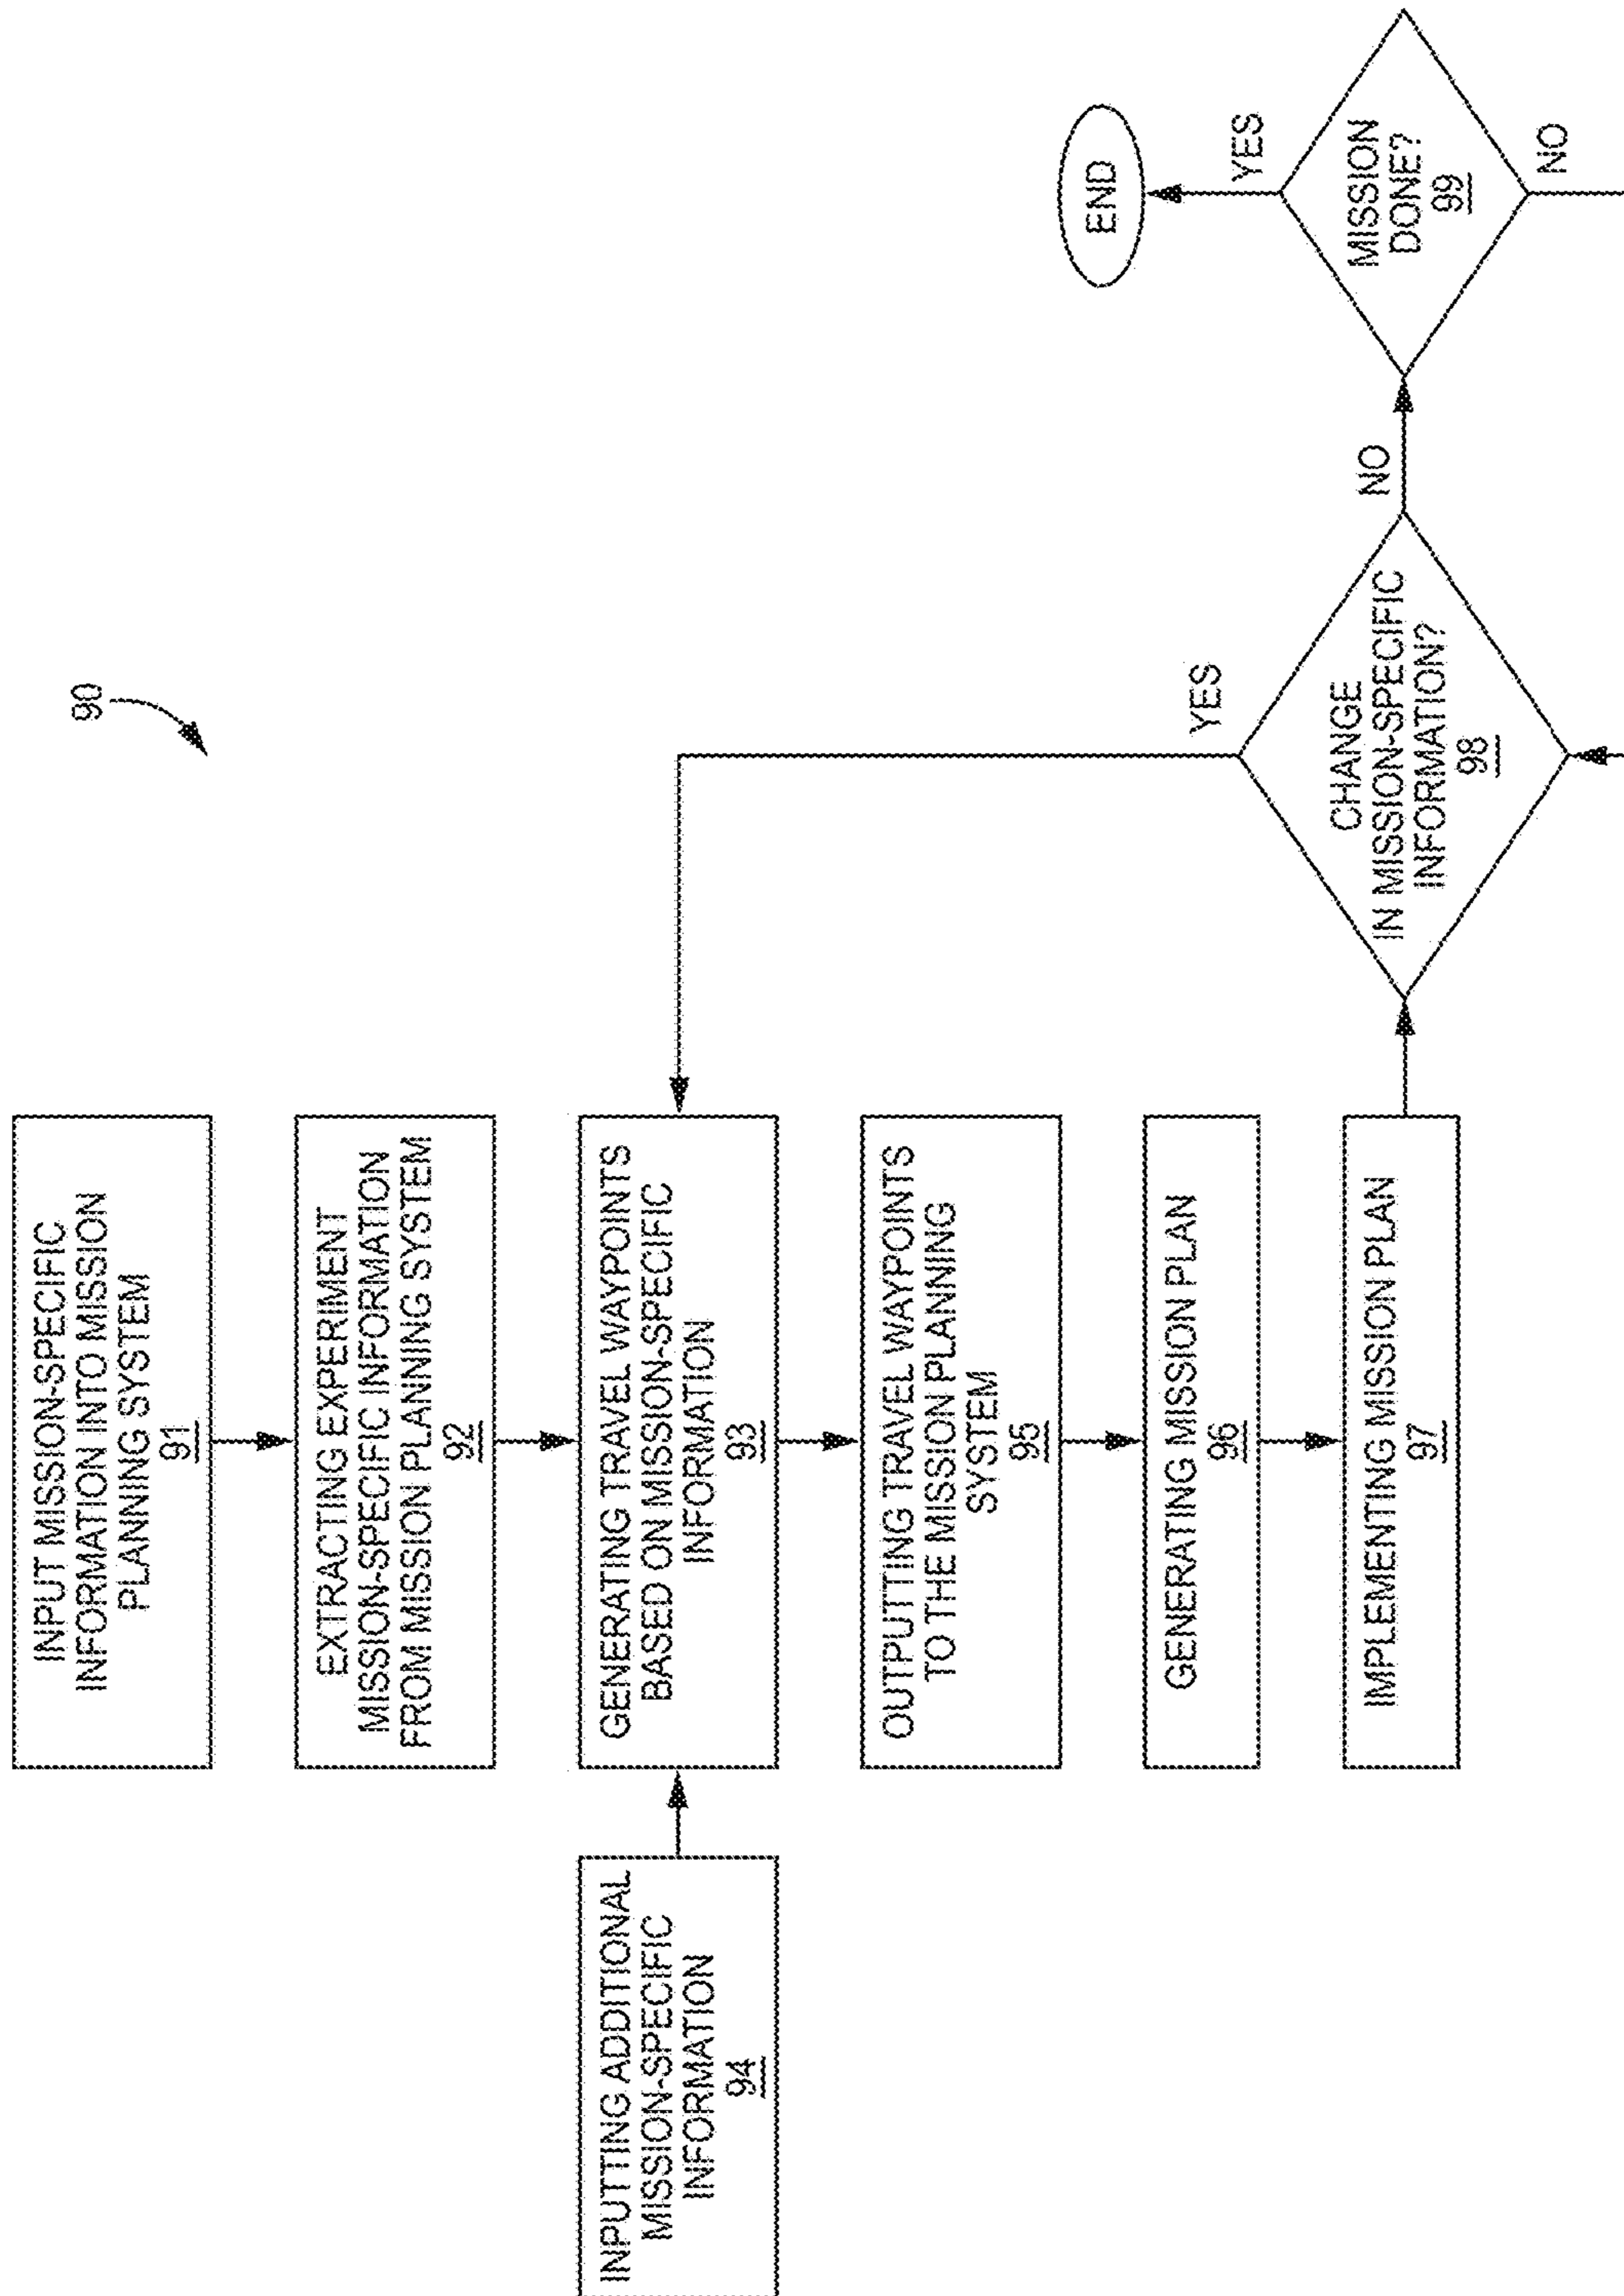 90
INPUT MISSION-SPECIFIC
INFORMATION INTO MISSION
PLANNING SYSTEM
91
EXTRACTING EXPERIMENT
MISSION-SPECIFIC INFORMATION
FROM MISSION PLANNING SYSTEM
92
INPUTTING ADDITIONAL
MISSION-SPECIFIC
INFORMATION
94
GENERATING TRAVEL WAYPOINTS
BASED ON MISSION-SPECIFIC
INFORMATION
93
OUTPUTTING TRAVEL WAYPOINTS
TO THE MISSION PLANNING
SYSTEM
95
GENERATING MISSION PLAN
96
IMPLEMENTING MISSION PLAN
97
YES
CHANGE
IN MISSION-SPECIFIC
INFORMATION?
98
NO
END
YES
MISSION
DONE?
99
NO